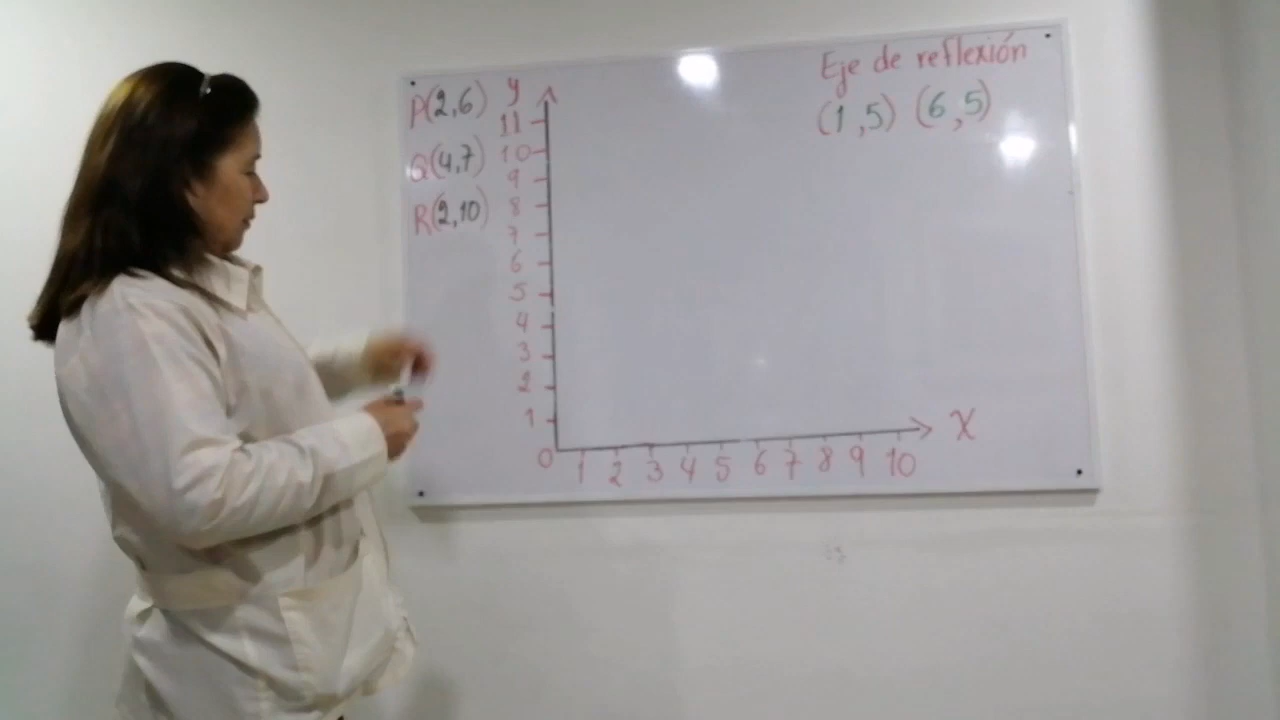 Eje de reflexión
(1,5) (6,5)
P(2,6)
Q(4,7)
R(2,10)
y
11
10
9
8
7
6
5
4
3
2
1
0 1 2 3 4 5 6 7 8 9 10 X